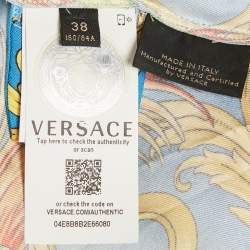 38
160/84A
VERSACE
Tap here to check the authenticity
or scan
or check the code on
VERSACE.COM/AUTHENTIC
04E8B8B2E66080
MADE IN ITALY
Manufactured and Certified
by VERSACE